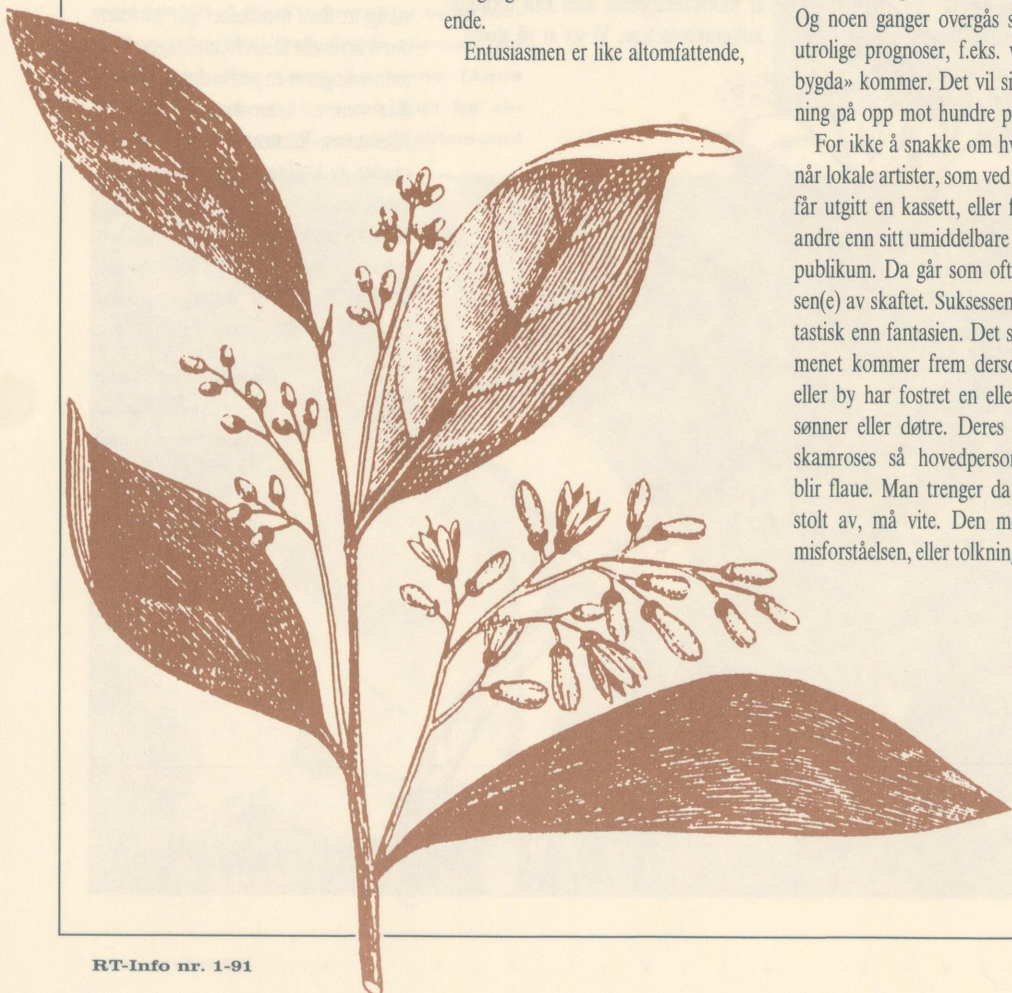 ende.
Entusiasmen er like altomfattende,
Og noen ganger overgås s
utrolige prognoser, f.eks. v
bygda» kommer. Det vil si
ning på opp mot hundre p
For ikke å snakke om hv
når lokale artister, som ved
får utgitt en kassett, eller f
andre enn sitt umiddelbare
publikum. Da går som oft
sen(e) av skaftet. Suksessen
tastisk enn fantasien. Det s
menet kommer frem derso
eller by har fostret en elle
sønner eller døtre. Deres
skamroses så hovedperson
blir flaue. Man trenger da
stolt av, må vite. Den m
misforståelsen, eller tolknin
RT-Info nr. 1-91